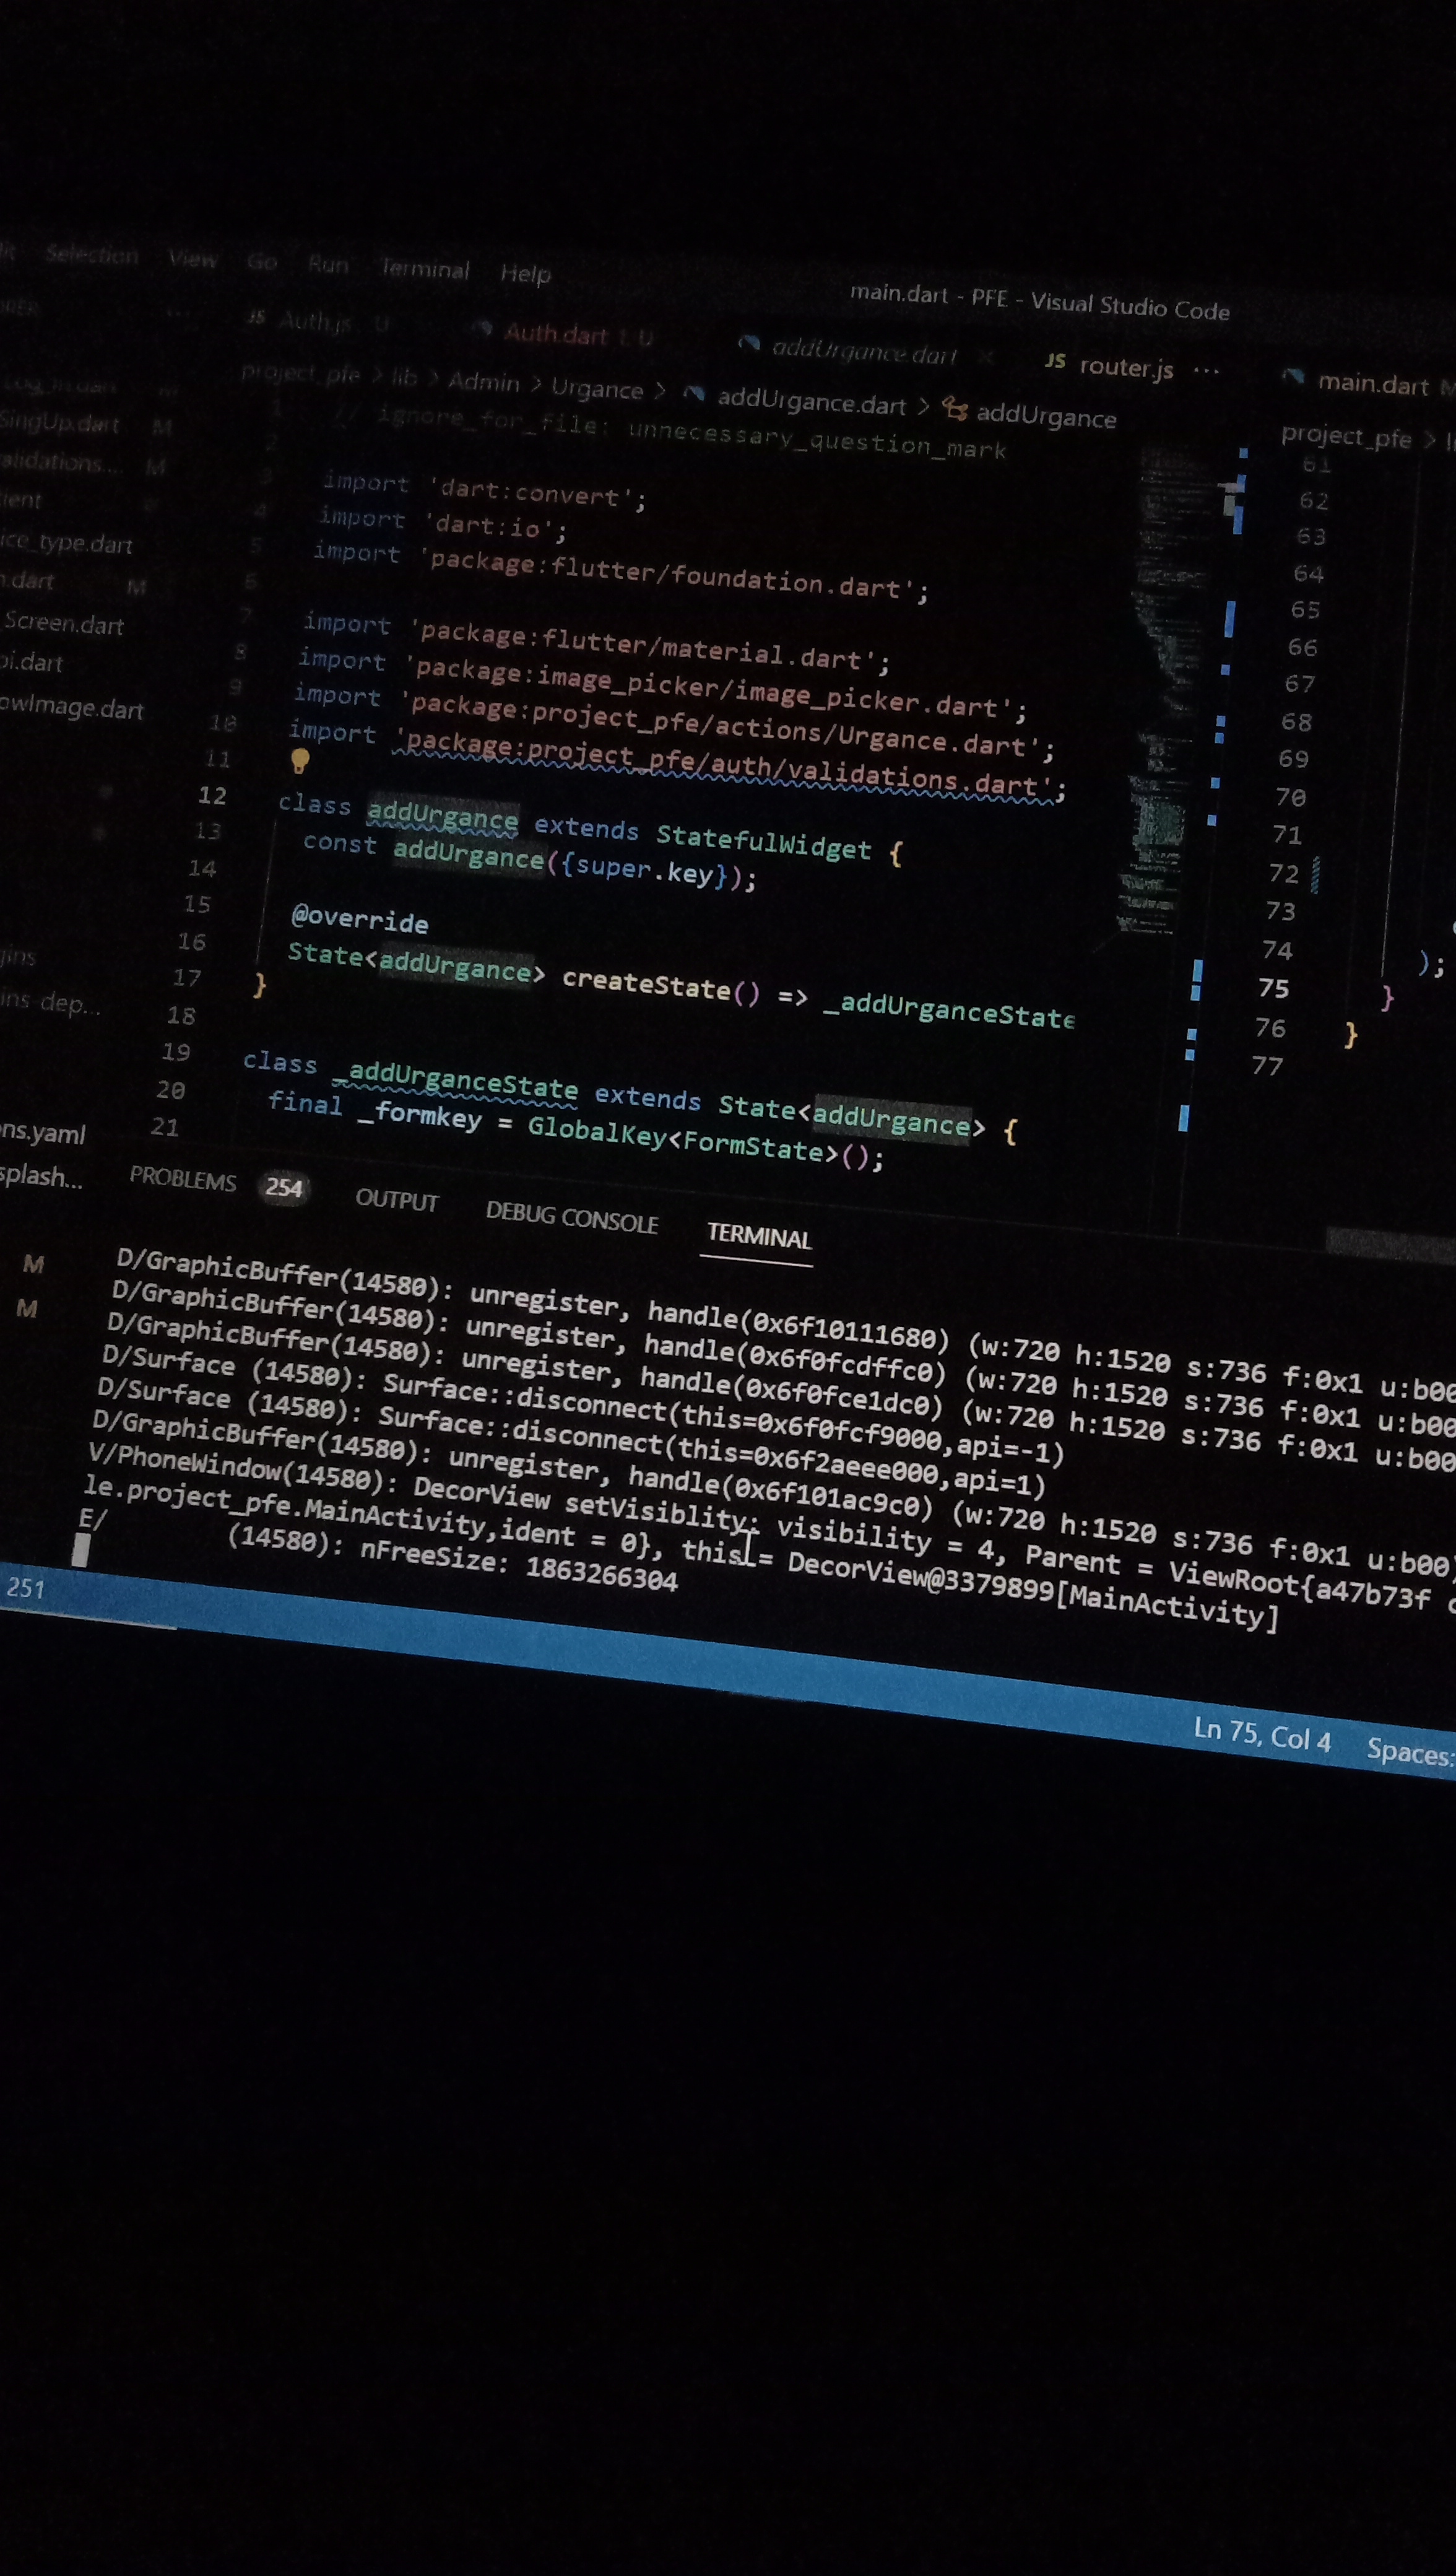 Selection View Go Run Terminal Help
main.dart - PFE - Visual Studio Code
JS Auth.js U
Auth.dart 1, U
addUrgance.dart
JS router.js ...
main.dart M
project_pfe > lib > Admin > Urgance > addUrgance.dart > addUrgance
project_pfe > li
SingUp.dart M
alidations... M
ient
ice_type.dart
n.dart M
Screen.dart
pi.dart
owImage.dart
gins
ins-dep...
ons.yaml
splash...
M
M
1 // ignore_for_file: unnecessary_question_mark
2
3 import 'dart:convert';
4 import 'dart:io';
5 import 'package:flutter/foundation.dart';
6
7 import 'package:flutter/material.dart';
8 import 'package:image_picker/image_picker.dart';
9 import 'package:project_pfe/actions/Urgance.dart';
10 import 'package:project_pfe/auth/validations.dart';
11
12 class addUrgance extends StatefulWidget {
13 const addUrgance({super.key});
14
15 @override
16 State<addUrgance> createState() => _addUrganceState
17 }
18
19 class _addUrganceState extends State<addUrgance> {
20 final _formkey = GlobalKey<FormState>();
21
61
62
63
64
65
66
67
68
69
70
71
72
73
74 );
75 }
76 }
77
PROBLEMS 254 OUTPUT DEBUG CONSOLE TERMINAL
D/GraphicBuffer(14580): unregister, handle(0x6f10111680) (w:720 h:1520 s:736 f:0x1 u:b00
D/GraphicBuffer(14580): unregister, handle(0x6f0fcdffc0) (w:720 h:1520 s:736 f:0x1 u:b00
D/GraphicBuffer(14580): unregister, handle(0x6f0fce1dc0) (w:720 h:1520 s:736 f:0x1 u:b00
D/Surface (14580): Surface::disconnect(this=0x6f0fcf9000,api=-1)
D/Surface (14580): Surface::disconnect(this=0x6f2aeee000,api=1)
D/GraphicBuffer(14580): unregister, handle(0x6f101ac9c0) (w:720 h:1520 s:736 f:0x1 u:b00
V/PhoneWindow(14580): DecorView setVisiblity: visibility = 4, Parent = ViewRoot{a47b73f c
le.project_pfe.MainActivity,ident = 0}, this = DecorView@3379899[MainActivity]
E/ (14580): nFreeSize: 1863266304
251
Ln 75, Col 4 Spaces: